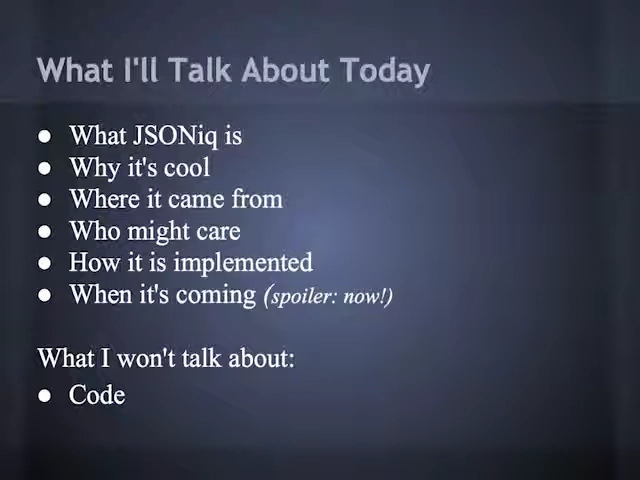 What I'll Talk About Today
● What JSONiq is
● Why it's cool
● Where it came from
● Who might care
● How it is implemented
● When it's coming (spoiler: now!)
What I won't talk about:
● Code